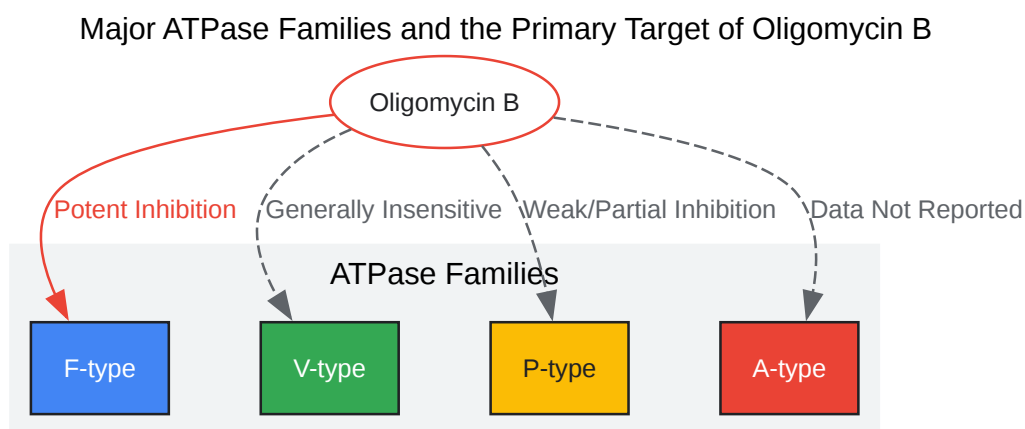 Major ATPase Families and the Primary Target of Oligomycin B
Oligomycin B
Potent Inhibition
Generally Insensitive
Weak/Partial Inhibition
Data Not Reported
ATPase Families
F-type
V-type
P-type
A-type